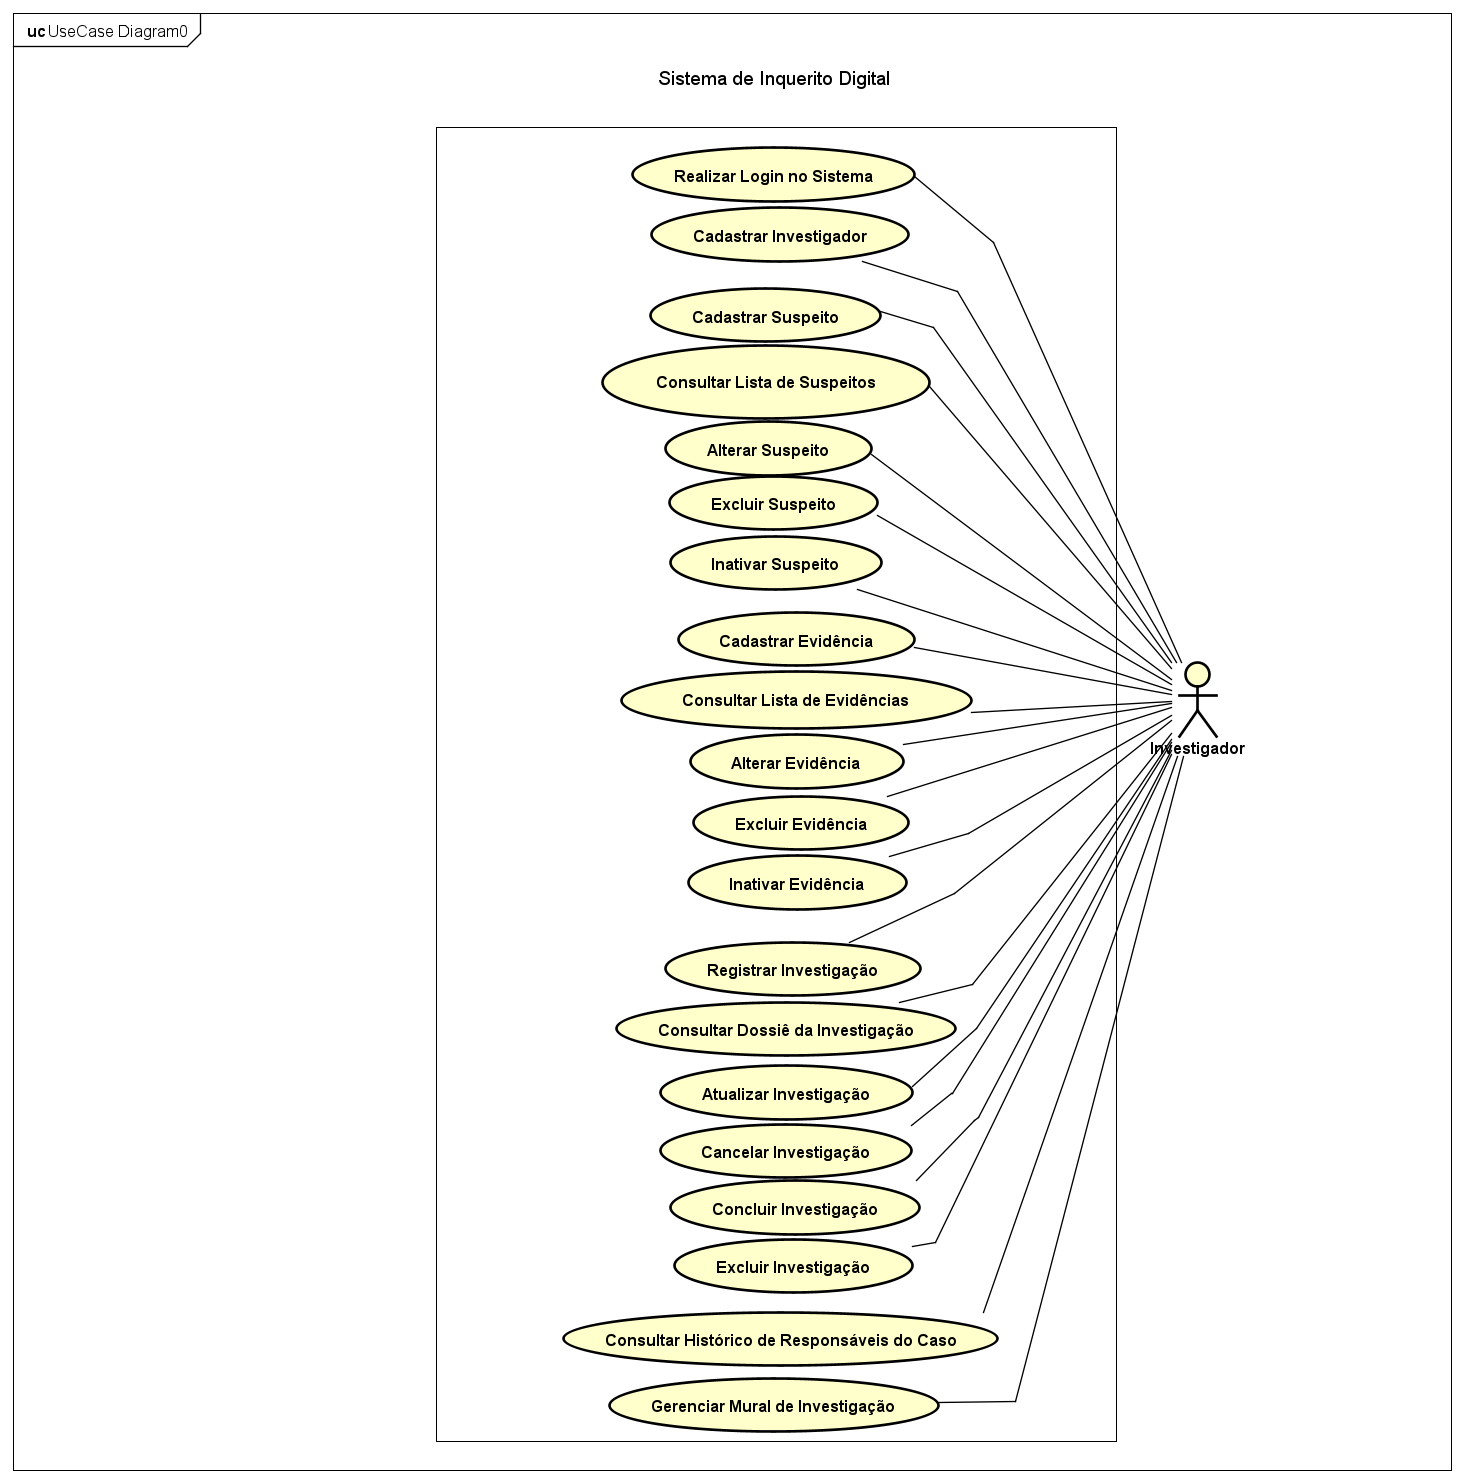 uc UseCase Diagram0
Sistema de Inquerito Digital
Realizar Login no Sistema
Cadastrar Investigador
Cadastrar Suspeito
Consultar Lista de Suspeitos
Alterar Suspeito
Excluir Suspeito
Inativar Suspeito
Cadastrar Evidência
Consultar Lista de Evidências
Alterar Evidência
Excluir Evidência
Inativar Evidência
Investigador
Registrar Investigação
Consultar Dossiê da Investigação
Atualizar Investigação
Cancelar Investigação
Concluir Investigação
Excluir Investigação
Consultar Histórico de Responsáveis do Caso
Gerenciar Mural de Investigação